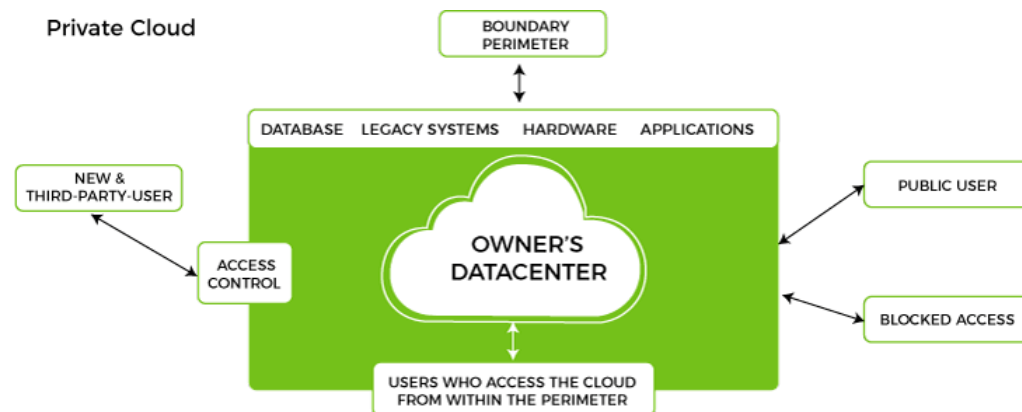 Private Cloud
BOUNDARY
PERIMETER
DATABASE LEGACY SYSTEMS HARDWARE APPLICATIONS
NEW &
THIRD-PARTY-USER
PUBLIC USER
OWNER'S
DATACENTER
ACCESS
CONTROL
BLOCKED ACCESS
USERS WHO ACCESS THE CLOUD
FROM WITHIN THE PERIMETER